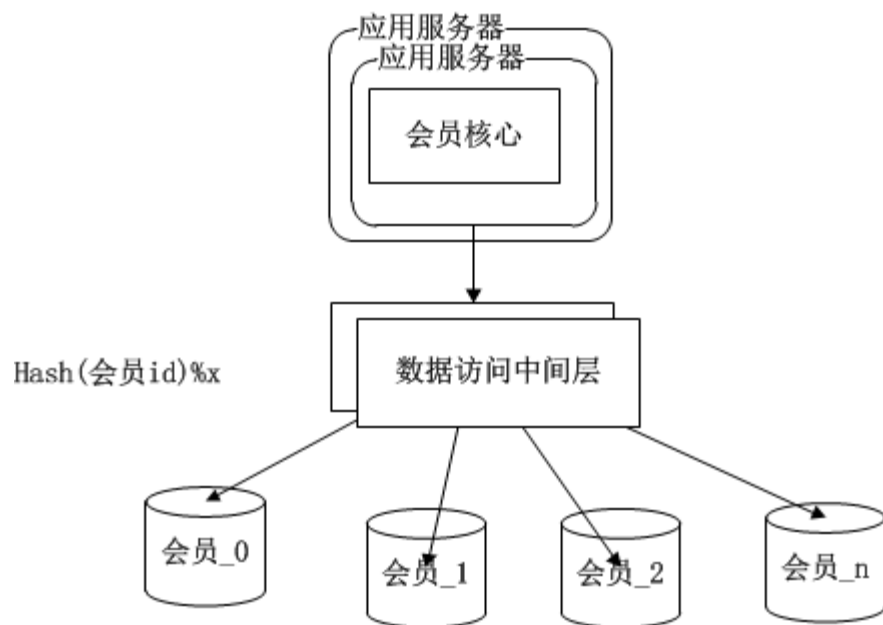 应用服务器
应用服务器
会员核心
数据访问中间层
Hash(会员id)%x
会员_0
会员_1
会员_2
会员_n